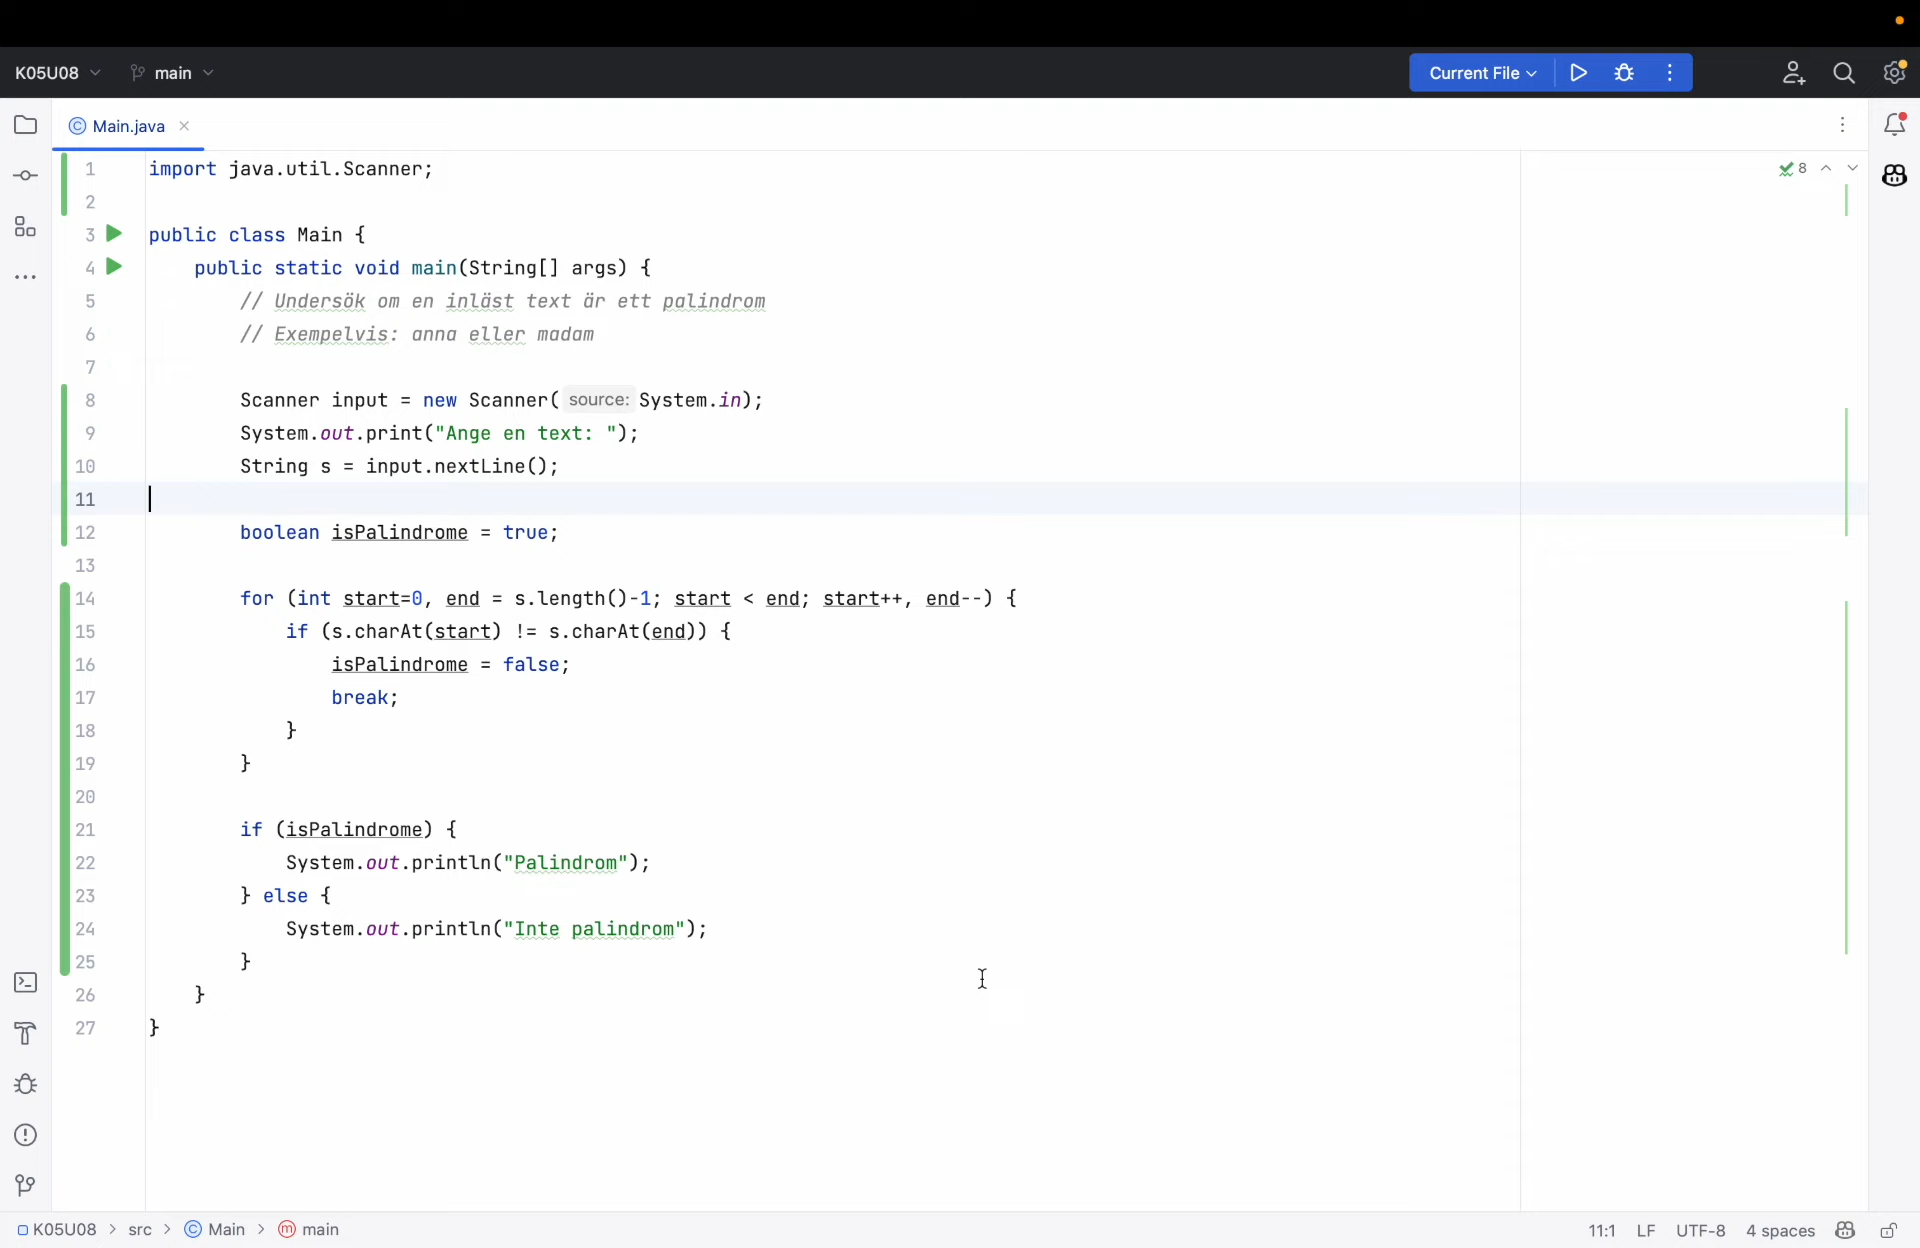 K05U08 main Current File
Main.java
1 import java.util.Scanner; 8
2
3 public class Main {
4     public static void main(String[] args) {
5         // Undersök om en inläst text är ett palindrom
6         // Exempelvis: anna eller madam
7
8         Scanner input = new Scanner( source: System.in);
9         System.out.print("Ange en text: ");
10         String s = input.nextLine();
11
12         boolean isPalindrome = true;
13
14         for (int start=0, end = s.length()-1; start < end; start++, end--) {
15             if (s.charAt(start) != s.charAt(end)) {
16                 isPalindrome = false;
17                 break;
18             }
19         }
20
21         if (isPalindrome) {
22             System.out.println("Palindrom");
23         } else {
24             System.out.println("Inte palindrom");
25         }
26     }
27 }
K05U08 > src > Main > main 11:1 LF UTF-8 4 spaces